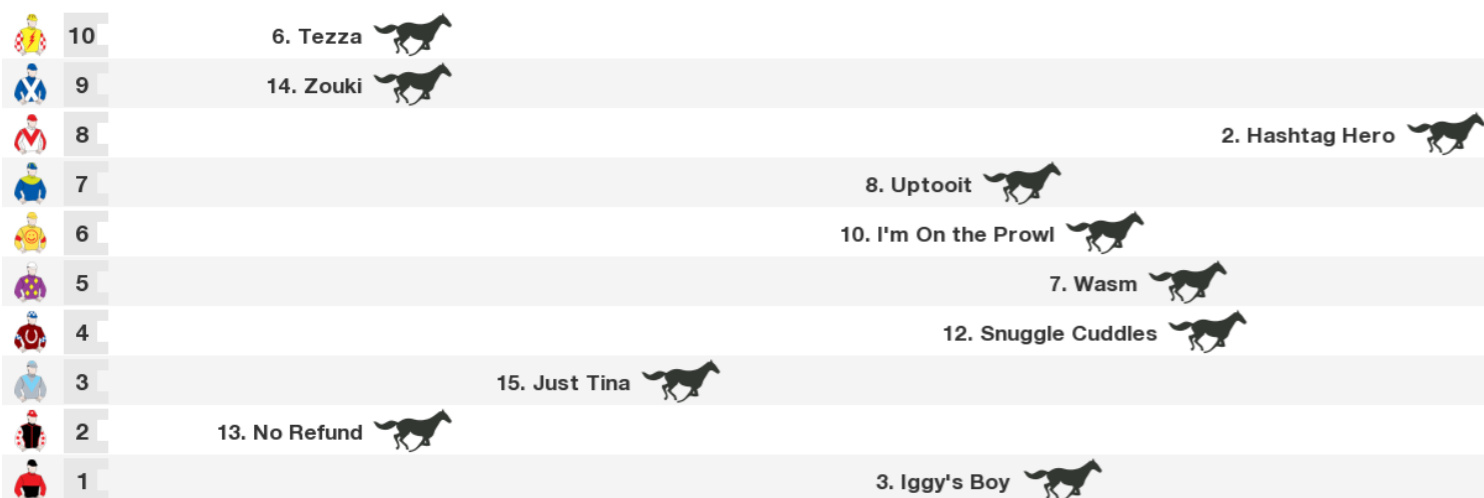 10 6. Tezza
9 14. Zouki
8 2. Hashtag Hero
7 8. Uptooit
6 10. I'm On the Prowl
5 7. Wasm
4 12. Snuggle Cuddles
3 15. Just Tina
2 13. No Refund
1 3. Iggy's Boy